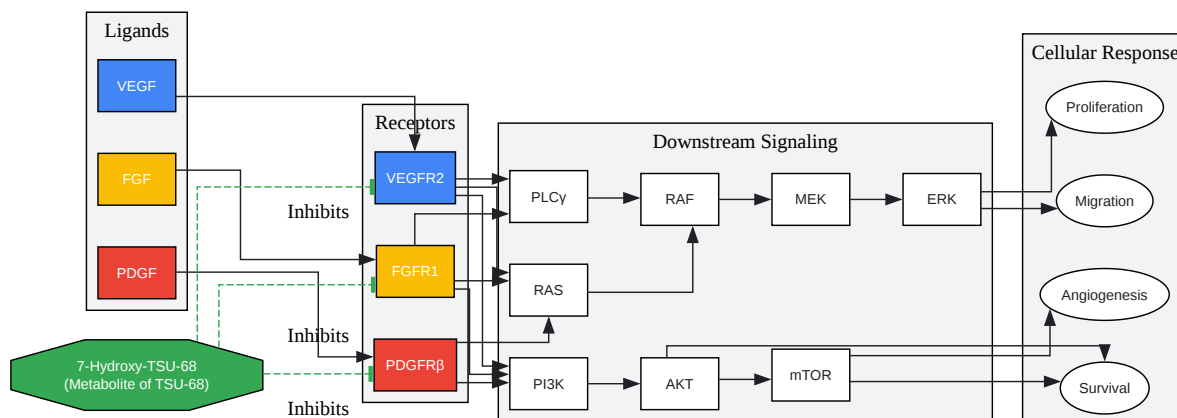 Ligands
VEGF
FGF
PDGF
7-Hydroxy-TSU-68
(Metabolite of TSU-68)
Receptors
VEGFR2
Inhibits
FGFR1
Inhibits
PDGFRβ
Inhibits
Downstream Signaling
PLCγ
RAF
MEK
ERK
RAS
PI3K
AKT
mTOR
Cellular Response
Proliferation
Migration
Angiogenesis
Survival